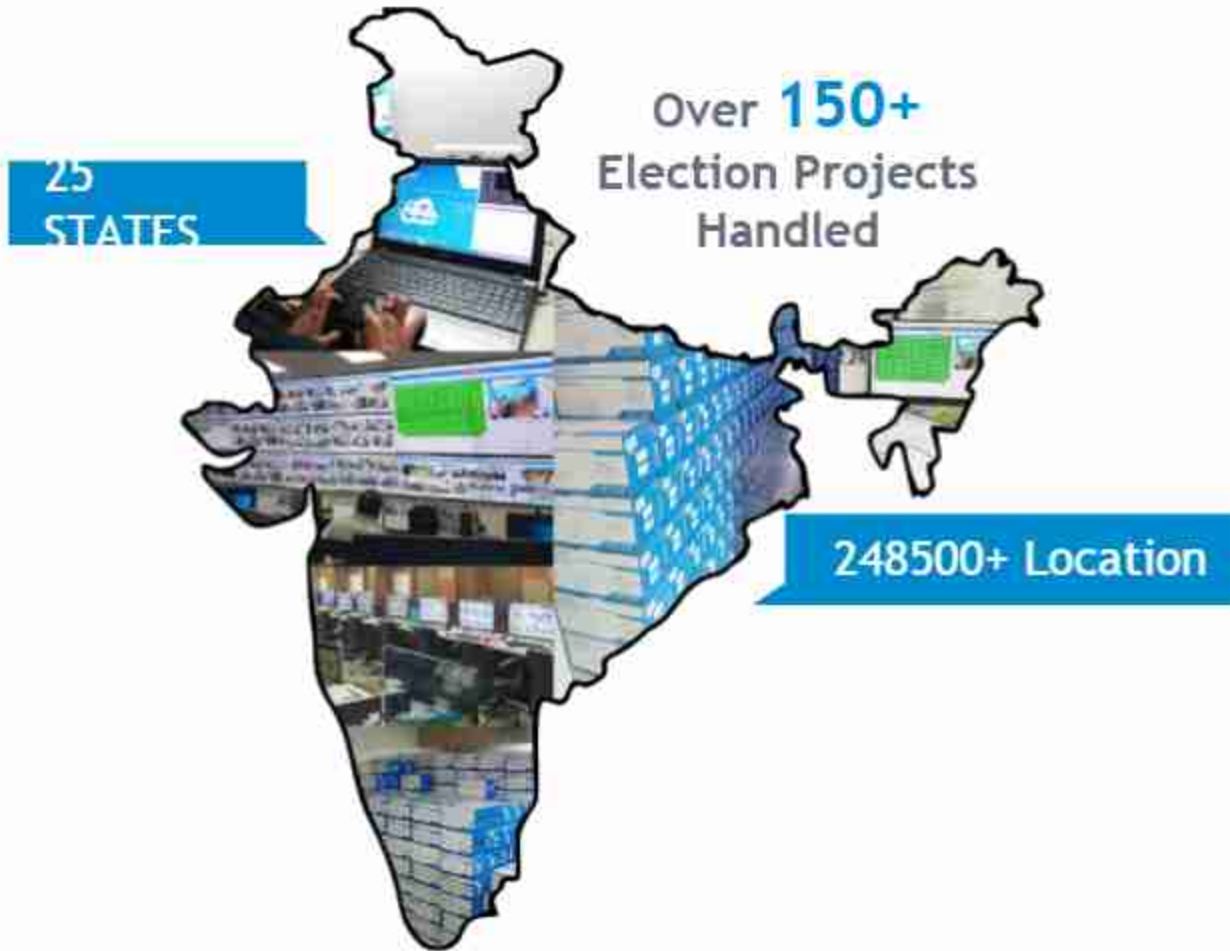 Over 150+
Election Projects
Handled
25
STATES
248500+ Location